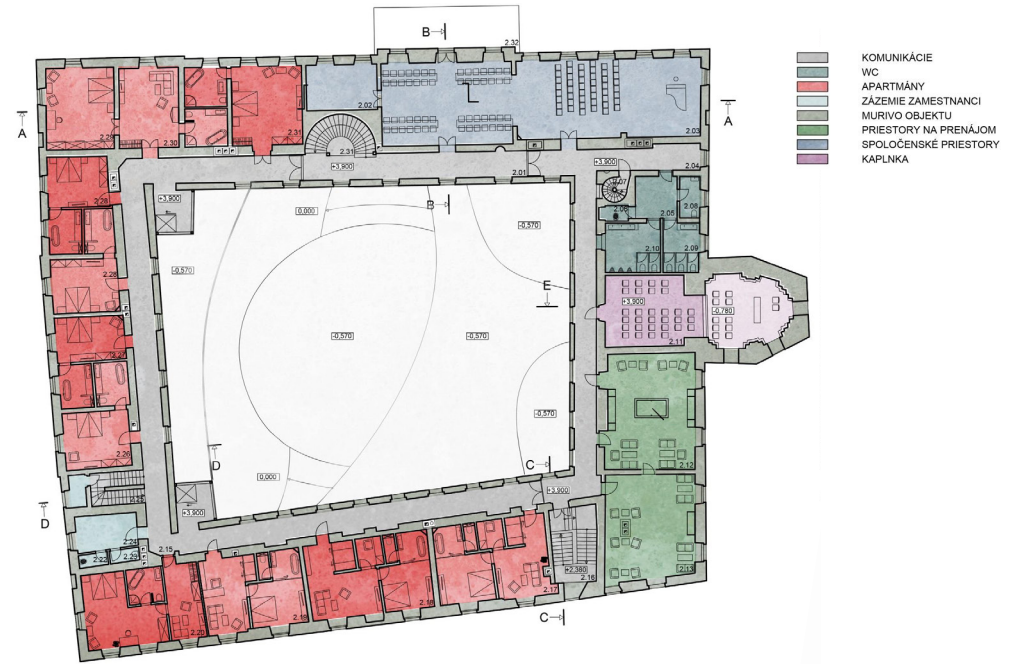 B
2.32
KOMUNIKÁCIE
WC
APARTMÁNY
ZÁZEMIE ZAMESTNANCI
MURIVO OBJEKTU
PRIESTORY NA PRENÁJOM
SPOLOČENSKÉ PRIESTORY
KAPLNKA
A
A
2.02
2.03
2.29
2.30
2.31
2.31
+3,900
2.01
+3,900
2.04
2.28
+3,900
2.07
2.06
2.05
2.08
B
0,000
-0,570
2.10
2.09
2.28
-0,570
E
+3,900
-0,780
2.11
-0,570
-0,570
2.27
-0,570
2.26
D
C
2.12
0,000
+3,900
2.25
D
+3,900
2.24
2.15
2.22
2.23
+2,380
2.16
2.13
2.20
2.19
2.18
2.17
C